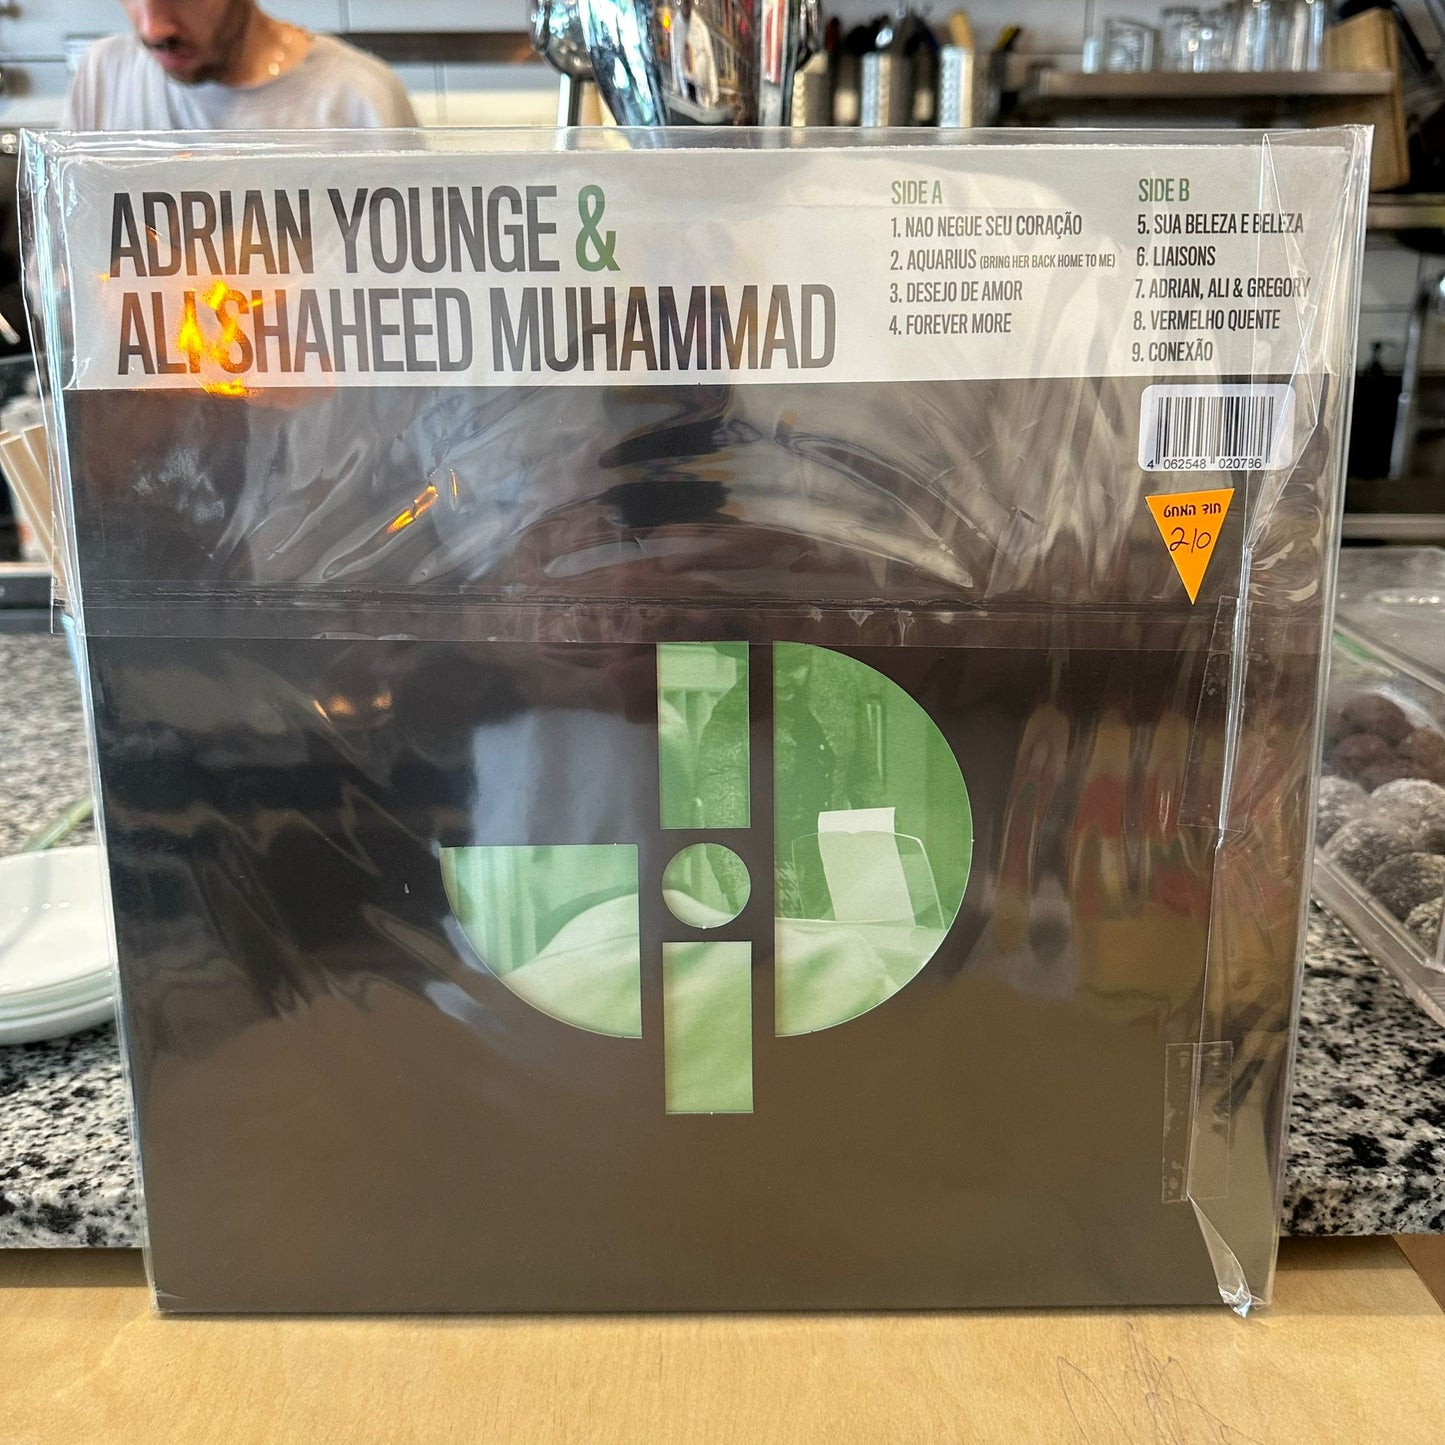 ADRIAN YOUNGE &
ALI SHAHEED MUHAMMAD
SIDE A
1. NAO NEGUE SEU CORAÇÃO
2. AQUARIUS (BRING HER BACK HOME TO ME)
3. DESEJO DE AMOR
4. FOREVER MORE
SIDE B
5. SUA BELEZA E BELEZA
6. LIAISONS
7. ADRIAN, ALI & GREGORY
8. VERMELHO QUENTE
9. CONEXÃO
4 062548 020786
חוד המחט
210